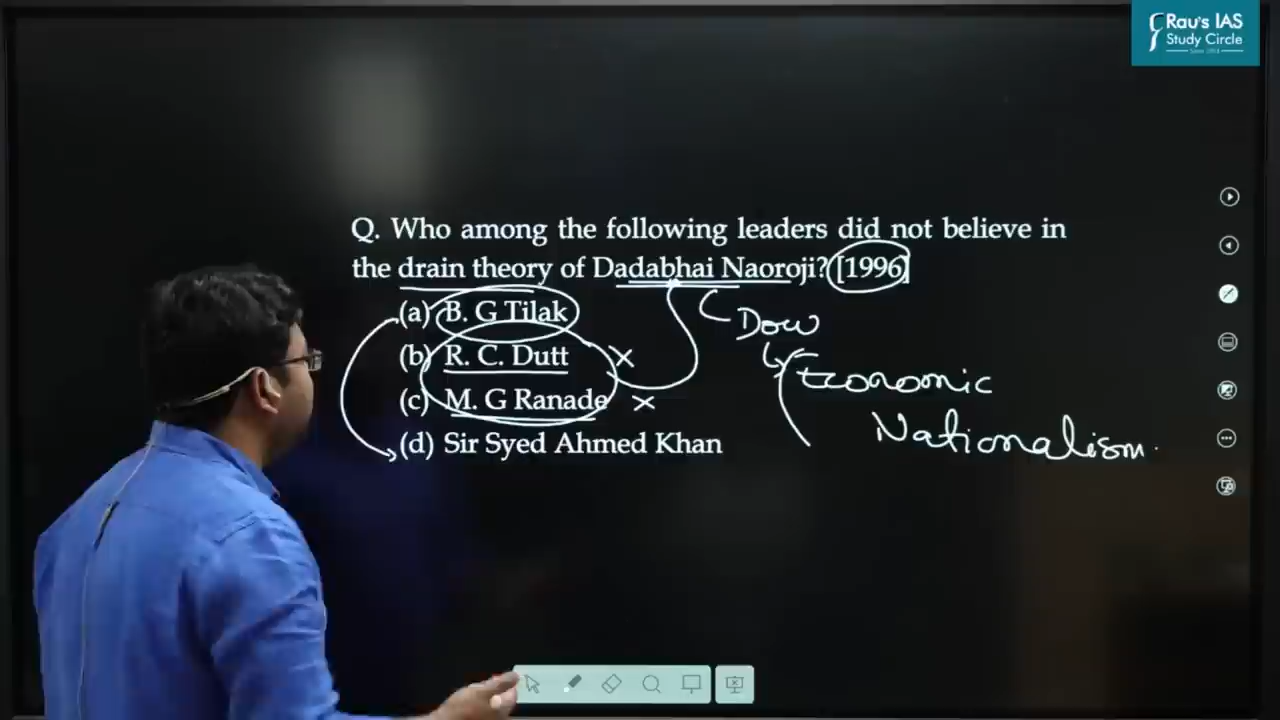 Rau's IAS
Study Circle
Q. Who among the following leaders did not believe in
the drain theory of Dadabhai Naoroji? [1996]
(a) B. G Tilak
Dow
(b) R. C. Dutt ×
Economic
(c) M. G Ranade ×
Nationalism.
(d) Sir Syed Ahmed Khan